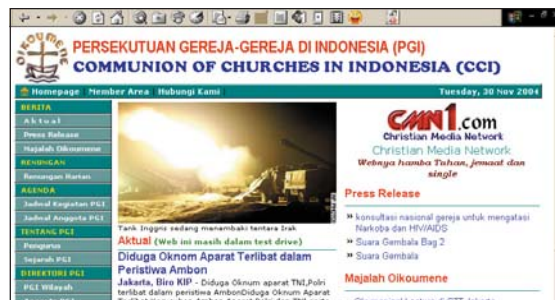 OIKOUMENE
PERSEKUTUAN GEREJA-GEREJA DI INDONESIA (PGI)
COMMUNION OF CHURCHES IN INDONESIA (CCI)
Homepage Member Area Hubungi Kami
Tuesday, 30 Nov 2004
BERITA
Aktual
Press Release
Majalah Oikoumene
RENUNGAN
Renungan Harian
AGENDA
Jadwal Kegiatan PGI
Jadwal Anggota PGI
TENTANG PGI
Pengurus
Sejarah PGI
DIREKTORI PGI
PGI Wilayah
Tank Inggris sedang menembaki tentara Irak
Aktual (Web ini masih dalam test drive)
Diduga Oknom Aparat Terlibat dalam
Peristiwa Ambon
Jakarta, Biro KIP - Diduga Oknum aparat TNI,Polri
terlibat dalam peristiwa AmbonDiduga Oknum Aparat
CMN1.com
Christian Media Network
Christian Media Network
Webnya hamba Tuhan, jemaat dan
single
Press Release
» konsultasi nasional gereja untuk mengatasi
Narkoba dan HIV/AIDS
» Suara Gembala Bag 2
» Suara Gembala
Majalah Oikoumene